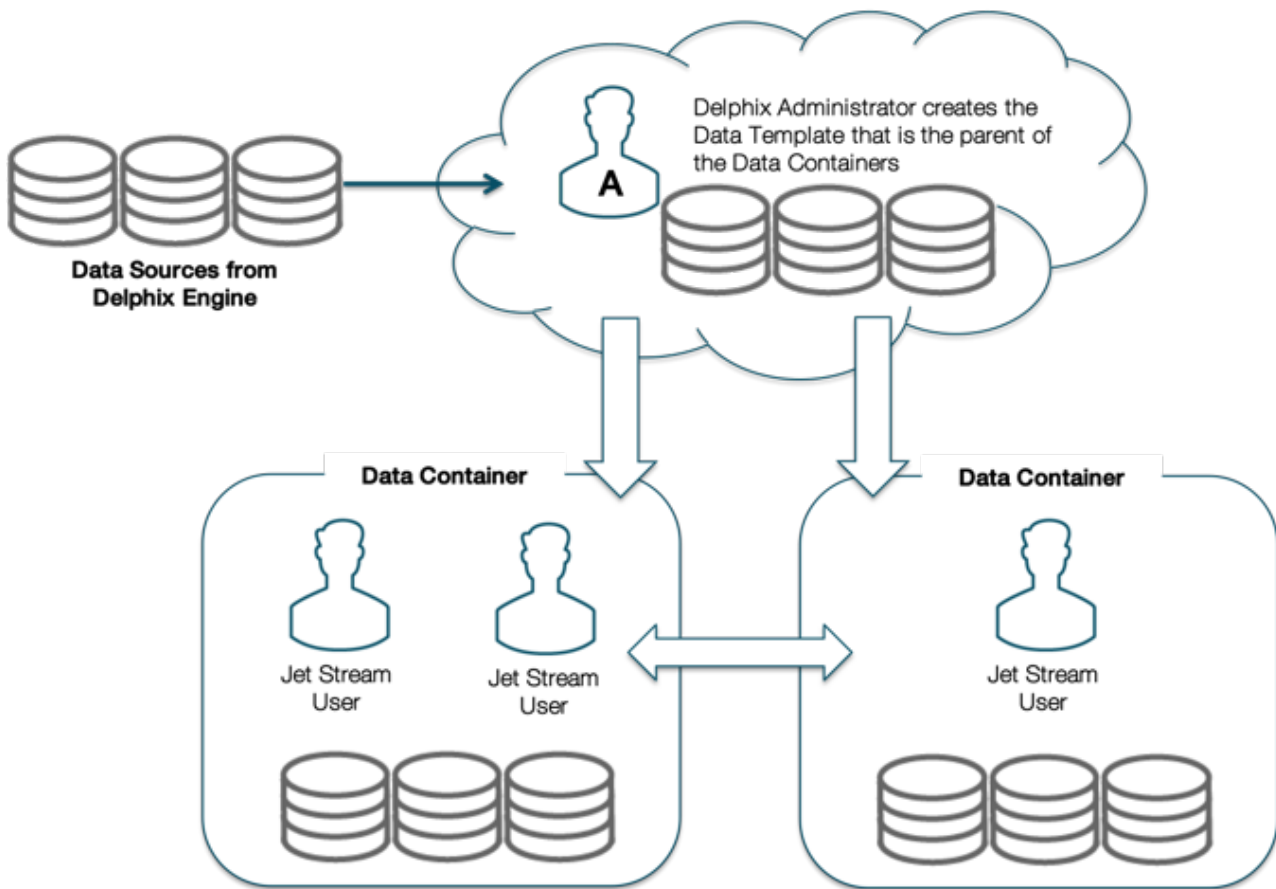 Delphix Administrator creates the
Data Template that is the parent of
the Data Containers
A
Data Sources from
Delphix Engine
Data Container
Jet Stream
User
Jet Stream
User
Data Container
Jet Stream
User